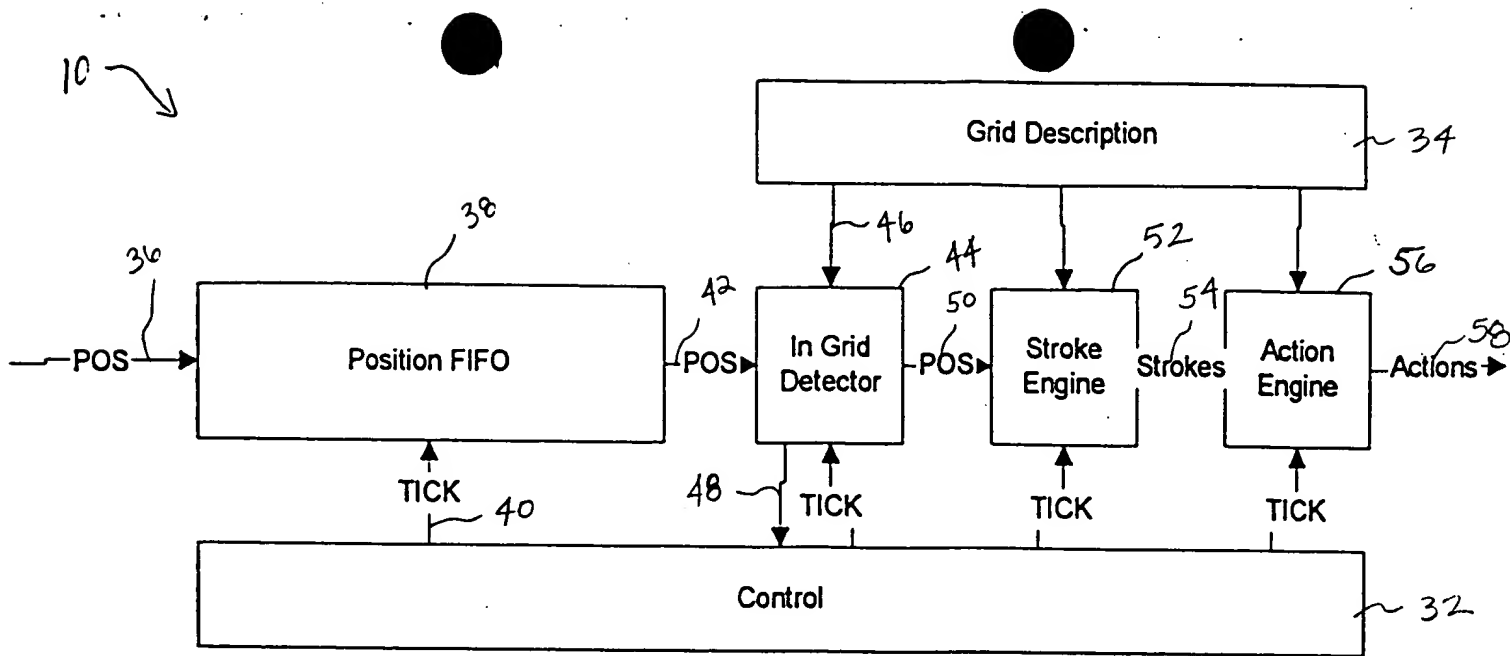 10
Grid Description
34
38
46
52
44
56
36
42
50
54
58
POS
Position FIFO
POS
In Grid
Detector
POS
Stroke
Engine
Strokes
Action
Engine
Actions
TICK
40
48
TICK
TICK
TICK
Control
32